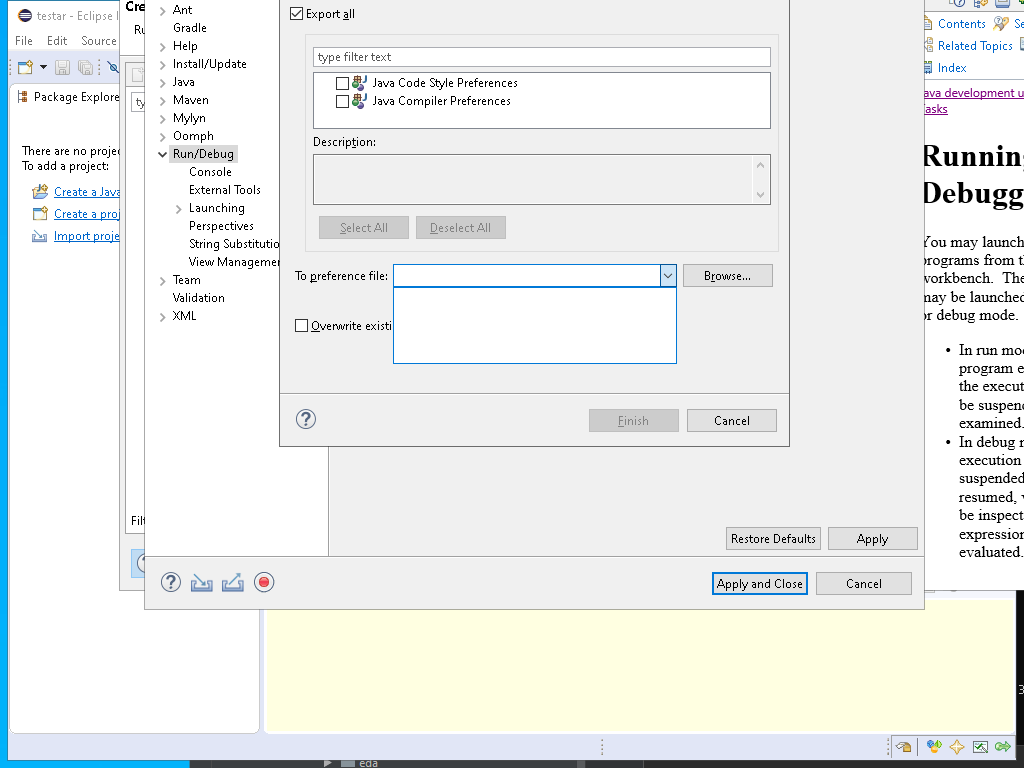 testar - Eclipse I
File Edit Source
Package Explore
There are no projec
To add a project:
Create a Java
Create a proj
Import proje
Cre
Ru
ty
Filt
Ant
Gradle
Help
Install/Update
Java
Maven
Mylyn
Oomph
Run/Debug
Console
External Tools
Launching
Perspectives
String Substitutio
View Managemen
Team
Validation
XML
Export all
type filter text
Java Code Style Preferences
Java Compiler Preferences
Description:
Select All Deselect All
To preference file: Browse...
Overwrite existi
Finish Cancel
Restore Defaults Apply
Apply and Close Cancel
Contents Se
Related Topics
Index
ava development u
asks
Running
Debugg
You may launch
programs from th
workbench. The
may be launched
or debug mode.
• In run mod
program e
the execut
be suspend
examined.
• In debug m
execution
suspended
resumed, v
be inspect
expression
evaluated.
3
eda